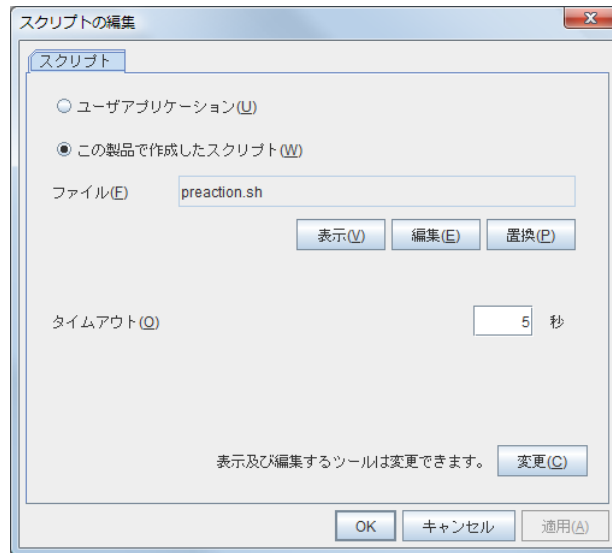 スクリプトの編集
スクリプト
ユーザアプリケーション(U)
この製品で作成したスクリプト(W)
ファイル(F) preaction.sh
表示(V) 編集(E) 置換(P)
タイムアウト(O) 5 秒
表示及び編集するツールは変更できます。 変更(C)
OK キャンセル 適用(A)